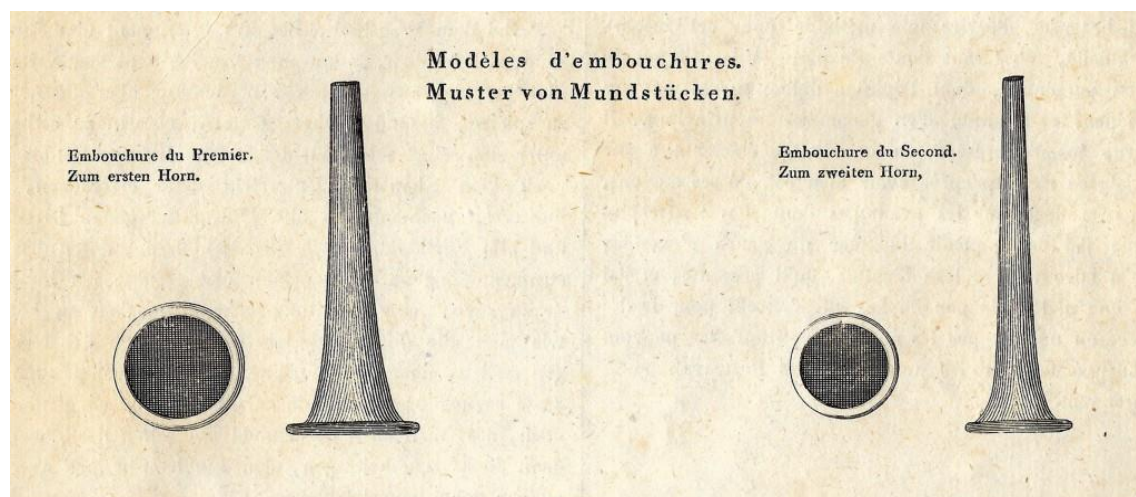 Modèles d'embouchures.
Muster von Mundstücken.
Embouchure du Premier.
Zum ersten Horn.
Embouchure du Second.
Zum zweiten Horn,